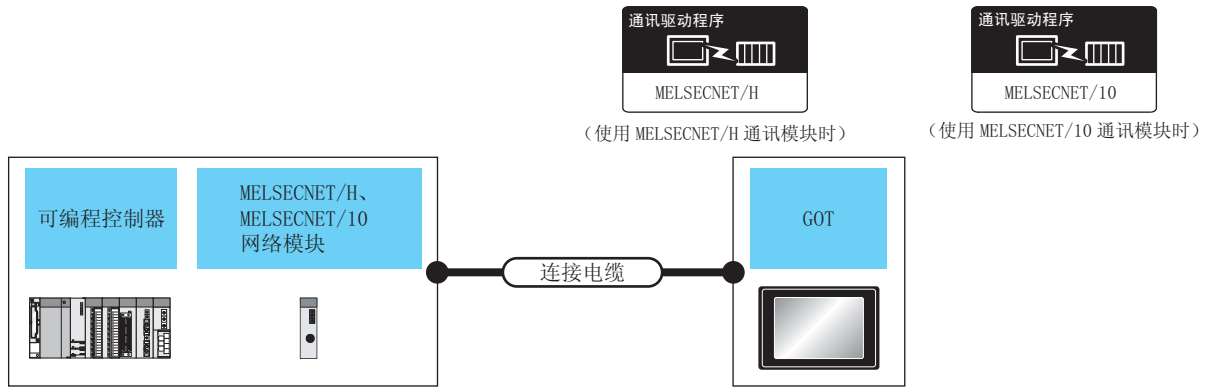 通讯驱动程序
MELSECNET/H
(使用 MELSECNET/H 通讯模块时)
通讯驱动程序
MELSECNET/10
(使用 MELSECNET/10 通讯模块时)
可编程控制器
MELSECNET/H、
MELSECNET/10
网络模块
连接电缆
GOT